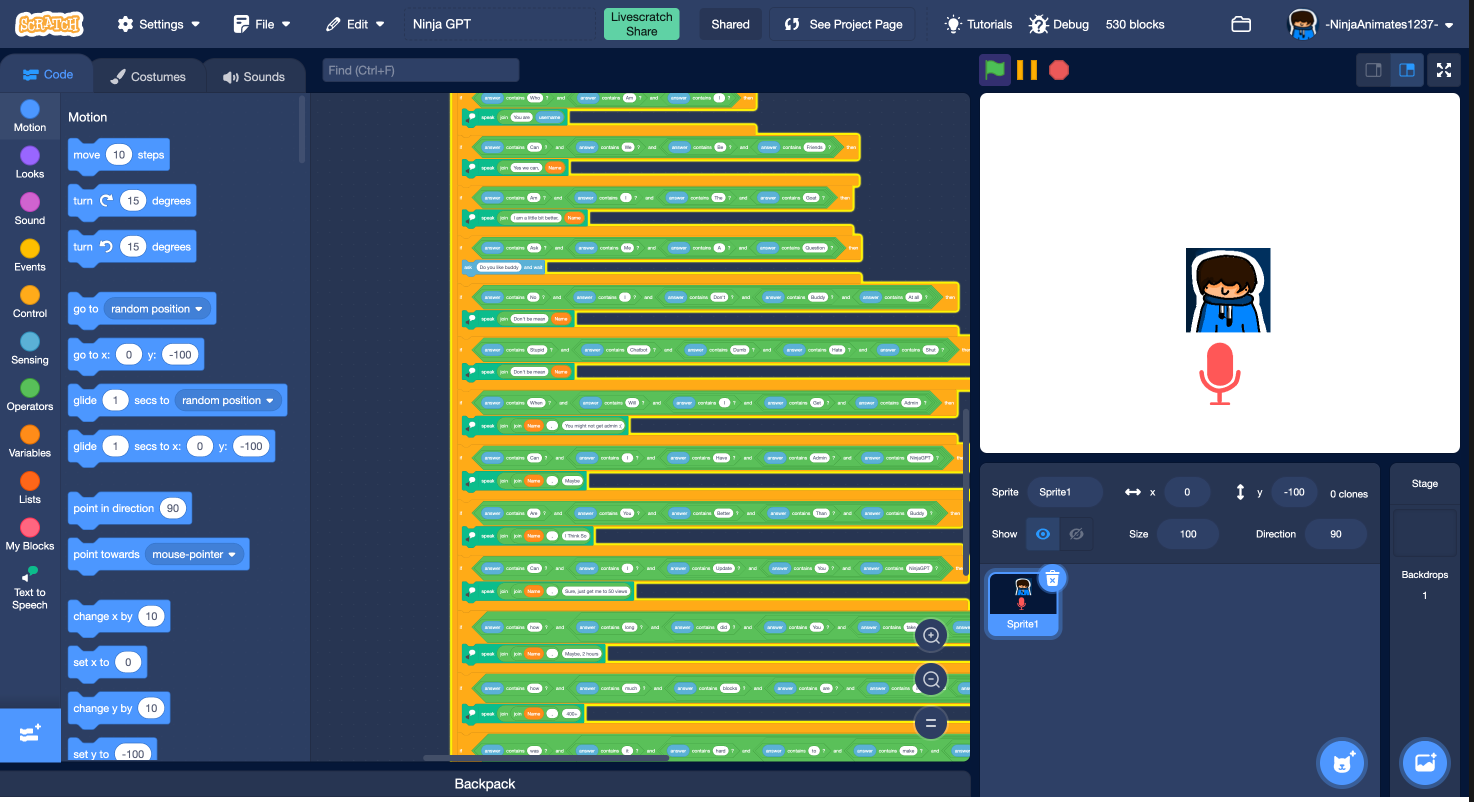 SCRATCH Settings File Edit Ninja GPT Livescratch Share Shared See Project Page Tutorials Debug 530 blocks -NinjaAnimates1237-
Code Costumes Sounds Find (Ctrl+F)
Motion
Looks
Sound
Events
Control
Sensing
Operators
Variables
Lists
My Blocks
Text to Speech
Motion
move 10 steps
turn 15 degrees
turn 15 degrees
go to random position
go to x: 0 y: -100
glide 1 secs to random position
glide 1 secs to x: 0 y: -100
point in direction 90
point towards mouse-pointer
change x by 10
set x to 0
change y by 10
set y to -100
if answer contains Who ? and answer contains Am ? and answer contains I ? then
speak join You are username
if answer contains Can ? and answer contains We ? and answer contains Be ? and answer contains Friends ? then
speak join Yes we can, Name
if answer contains Am ? and answer contains I ? and answer contains The ? and answer contains Goat ? then
speak join I am a little bit better, Name
if answer contains Ask ? and answer contains Me ? and answer contains A ? and answer contains Question ? then
ask Do you like buddy and wait
if answer contains No ? and answer contains I ? and answer contains Don't ? and answer contains Buddy ? and answer contains At all ? then
speak join Don't be mean Name
if answer contains Stupid ? and answer contains Chatbot ? and answer contains Dumb ? and answer contains Hate ? and answer contains Shut ?
speak join Don't be mean Name
if answer contains When ? and answer contains Will ? and answer contains I ? and answer contains Get ? and answer contains Admin ? then
speak join join Name , You might not get admin :(
if answer contains Can ? and answer contains I ? and answer contains Have ? and answer contains Admin ? and answer contains NinjaGPT ?
speak join join Name , Maybe
if answer contains Are ? and answer contains You ? and answer contains Better ? and answer contains Than ? and answer contains Buddy ? then
speak join join Name , I Think So
if answer contains Can ? and answer contains I ? and answer contains Update ? and answer contains You ? and answer contains NinjaGPT ? then
speak join join Name , Sure, just get me to 50 views
if answer contains how ? and answer contains long ? and answer contains did ? and answer contains You ? and answer contains take
speak join join Name , Maybe, 2 hours
if answer contains how ? and answer contains much ? and answer contains blocks ? and answer contains are ? and answer contains
speak join join Name , 400+
if answer contains was ? and answer contains it ? and answer contains hard ? and answer contains to ? and answer contains make ? and answer
Backpack
Sprite Sprite1 x 0 y -100 0 clones
Show Size 100 Direction 90
Sprite1
Stage
Backdrops
1